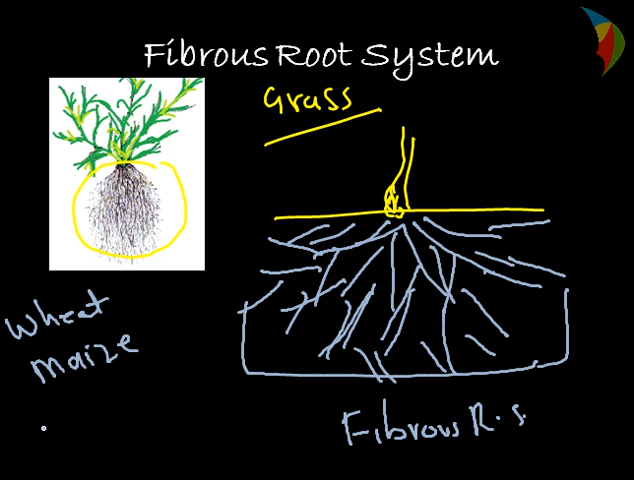 Fibrous Root System
Grass
Wheat
maize
Fibrous R.S.